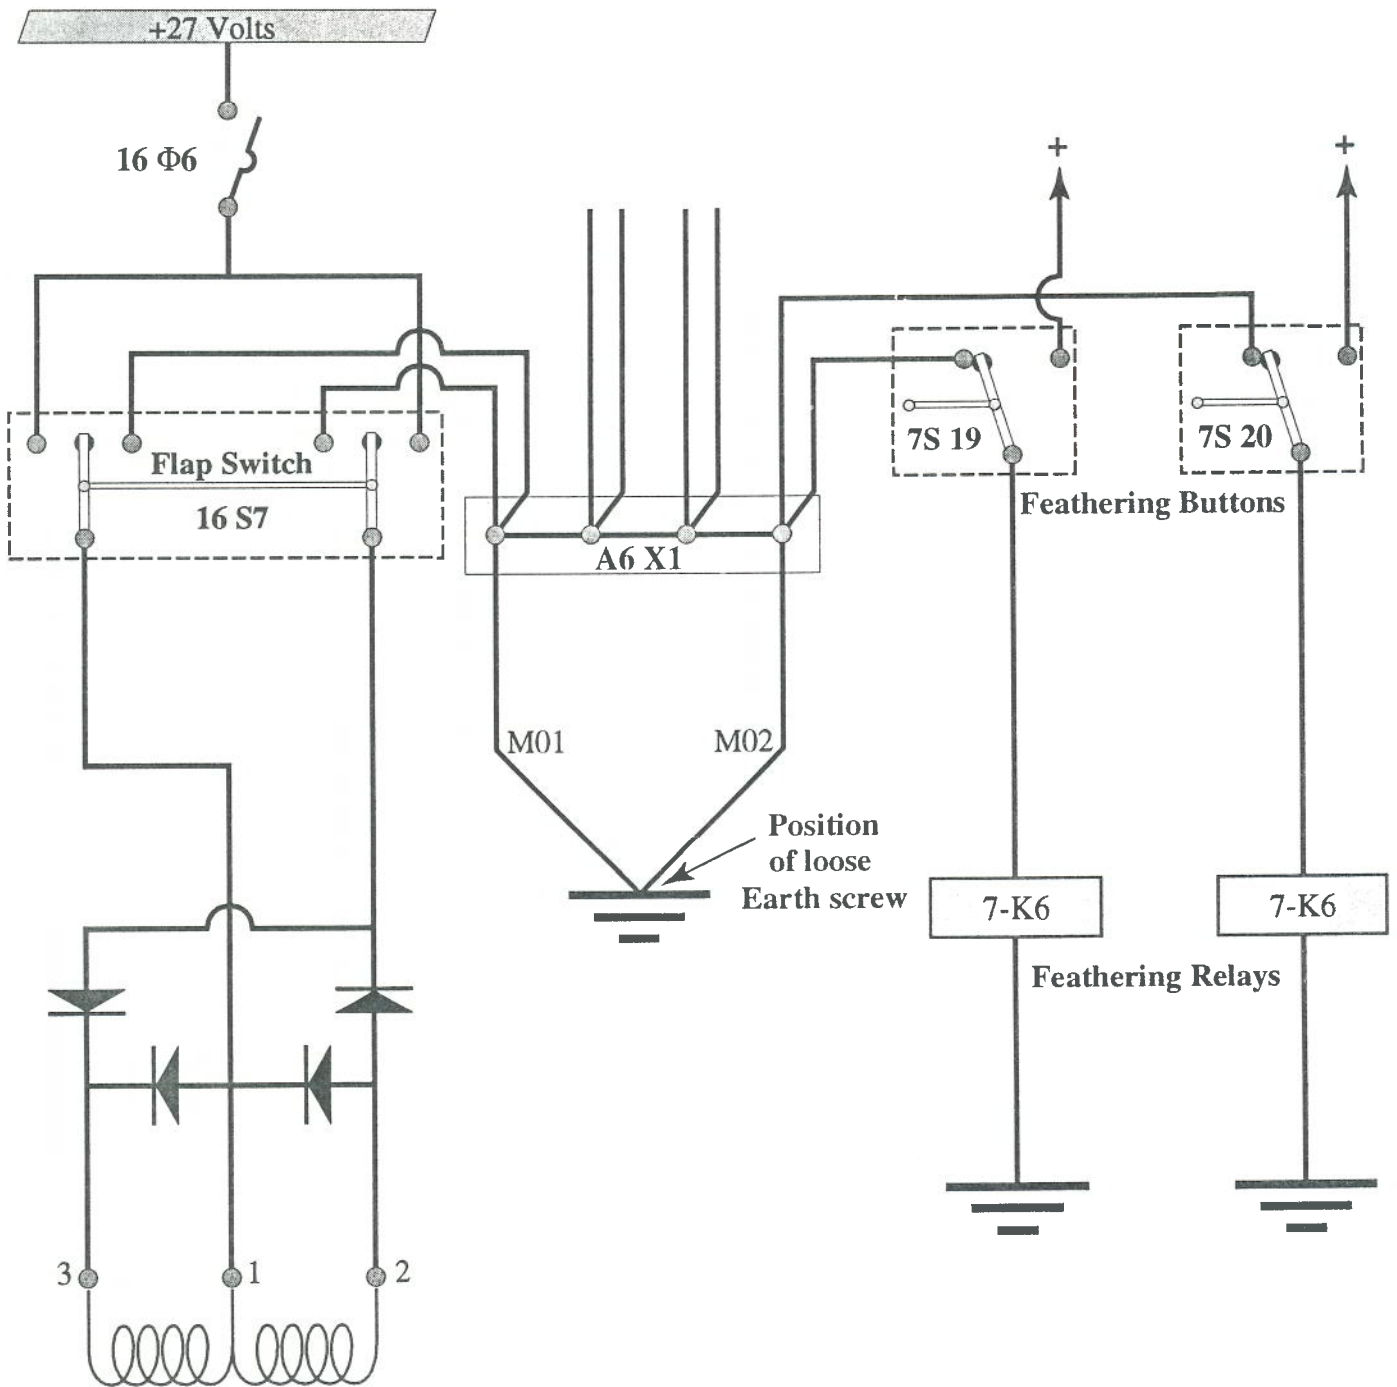 +27 Volts
16 Φ6
+
+
Flap Switch
16 S7
7S 19
7S 20
Feathering Buttons
A6 X1
M01
M02
Position
of loose
Earth screw
7-K6
7-K6
Feathering Relays
3
1
2